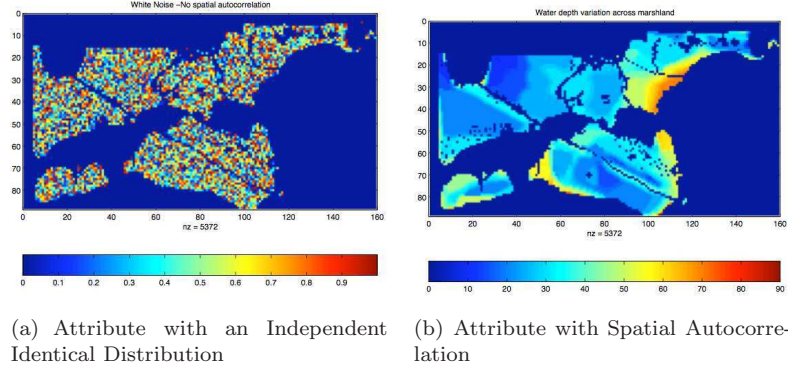 White Noise –No spatial autocorrelation
0
10
20
30
40
50
60
70
80
0 20 40 60 80 100 120 140 160
nz = 5372
0 0.1 0.2 0.3 0.4 0.5 0.6 0.7 0.8 0.9
(a) Attribute with an Independent
Identical Distribution
Water depth variation across marshland
0
10
20
30
40
50
60
70
80
0 20 40 60 80 100 120 140 160
nz = 5372
0 10 20 30 40 50 60 70 80 90
(b) Attribute with Spatial Autocorre-
lation